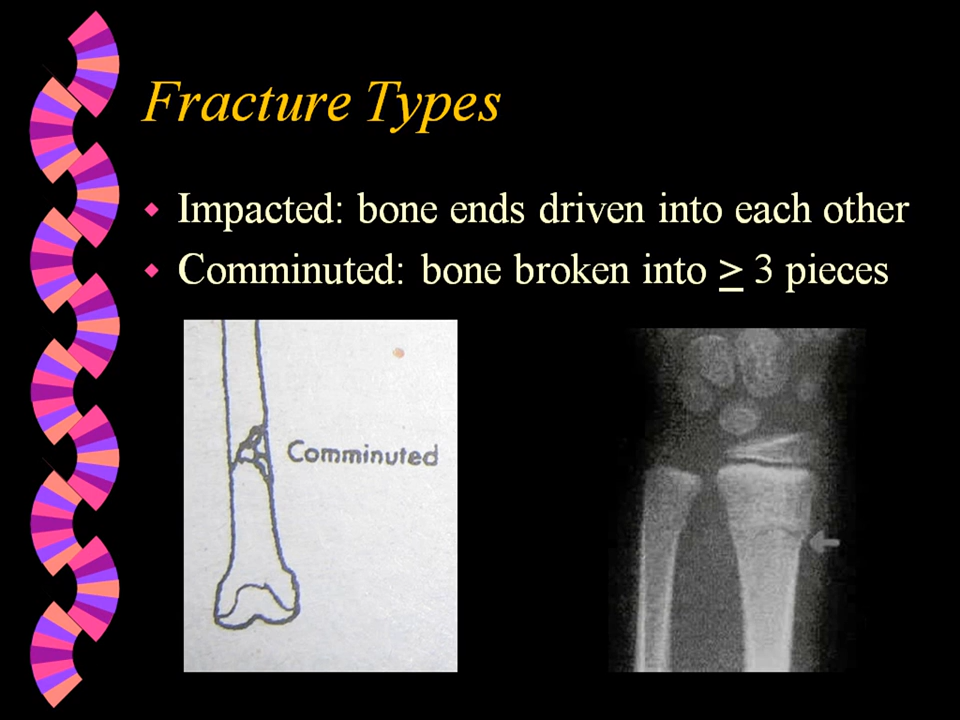 Fracture Types
Impacted: bone ends driven into each other
Comminuted: bone broken into > 3 pieces
Comminuted